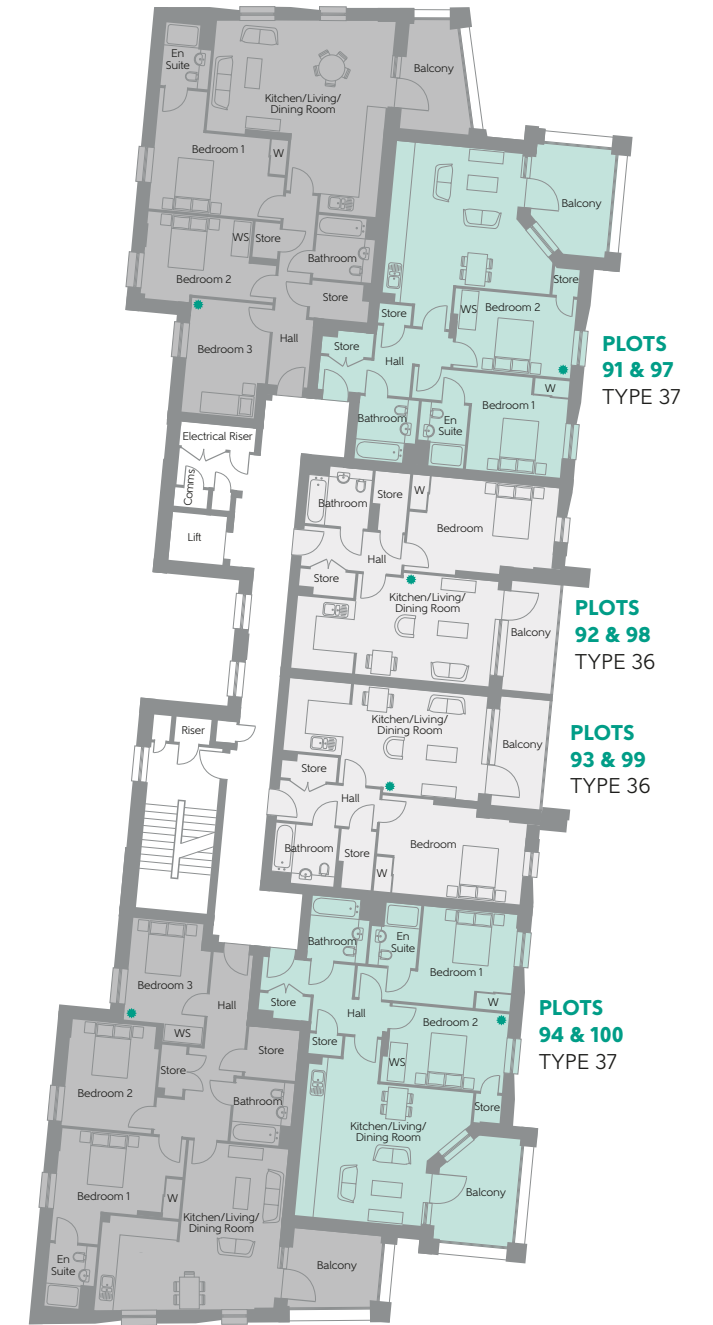 En
Suite
Kitchen/Living/
Dining Room
Balcony
Bedroom 1
W
WS
Store
Bedroom 2
Bathroom
Store
Bedroom 3
Hall
Balcony
Store
Bedroom 2
WS
Store
Store
Hall
W
Bedroom 1
Bathroom
En
Suite
PLOTS
91 & 97
TYPE 37
Electrical Riser
Comms
Lift
Bathroom
Store
W
Bedroom
Hall
Store
Kitchen/Living/
Dining Room
Balcony
PLOTS
92 & 98
TYPE 36
Kitchen/Living/
Dining Room
Balcony
Store
Hall
Bathroom
Store
W
Bedroom
PLOTS
93 & 99
TYPE 36
Riser
Bathroom
En
Suite
Bedroom 1
W
Store
Hall
Bedroom 2
Store
WS
Store
Kitchen/Living/
Dining Room
Balcony
PLOTS
94 & 100
TYPE 37
Bedroom 3
Hall
WS
Store
Store
Bedroom 2
Bathroom
Bedroom 1
W
Kitchen/Living/
Dining Room
En
Suite
Balcony